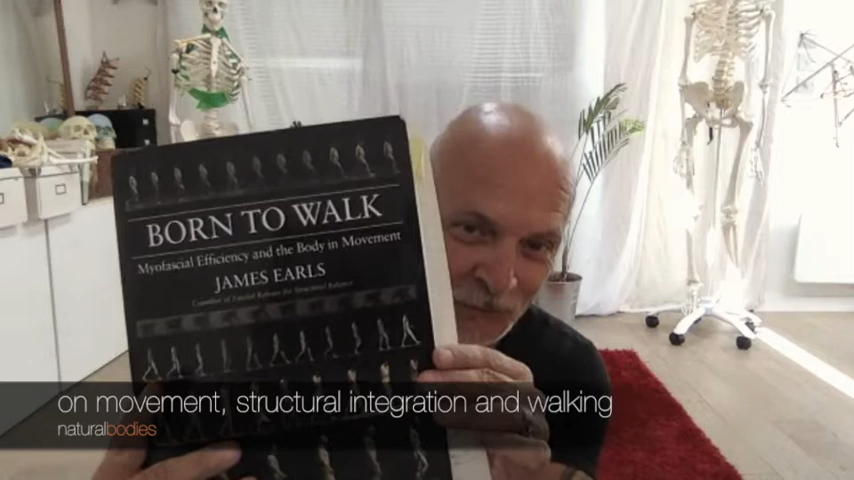 BORN TO WALK
Myofascial Efficiency and the Body in Movement
JAMES EARLS
Coauthor of Fascial Release for Structural Balance
on movement, structural integration and walking
naturalbodies